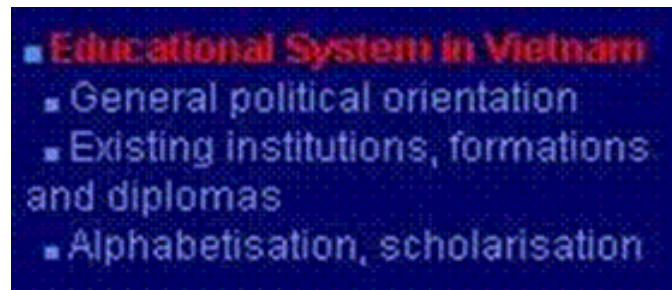 Educational System in Vietnam
General political orientation
Existing institutions, formations
and diplomas
Alphabetisation, scholarisation